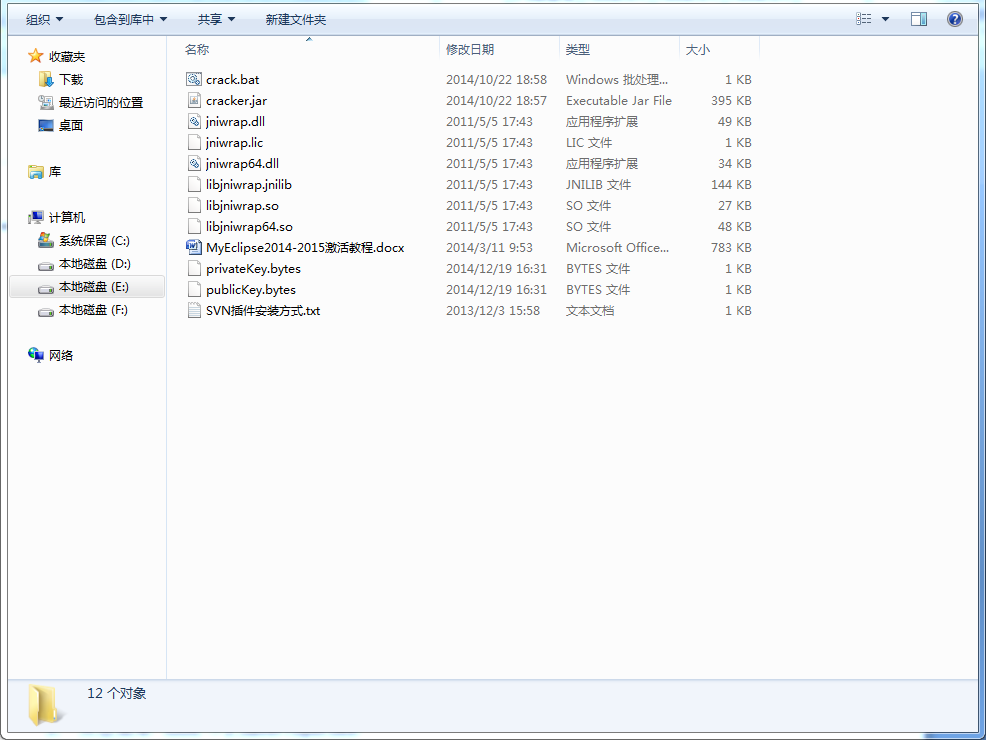 组织 包含到库中 共享 新建文件夹
收藏夹
下载
最近访问的位置
桌面
库
计算机
系统保留 (C:)
本地磁盘 (D:)
本地磁盘 (E:)
本地磁盘 (F:)
网络
名称 修改日期 类型 大小
crack.bat 2014/10/22 18:58 Windows 批处理... 1 KB
cracker.jar 2014/10/22 18:57 Executable Jar File 395 KB
jniwrap.dll 2011/5/5 17:43 应用程序扩展 49 KB
jniwrap.lic 2011/5/5 17:43 LIC 文件 1 KB
jniwrap64.dll 2011/5/5 17:43 应用程序扩展 34 KB
libjniwrap.jnilib 2011/5/5 17:43 JNILIB 文件 144 KB
libjniwrap.so 2011/5/5 17:43 SO 文件 27 KB
libjniwrap64.so 2011/5/5 17:43 SO 文件 48 KB
MyEclipse2014-2015激活教程.docx 2014/3/11 9:53 Microsoft Office... 783 KB
privateKey.bytes 2014/12/19 16:31 BYTES 文件 1 KB
publicKey.bytes 2014/12/19 16:31 BYTES 文件 1 KB
SVN插件安装方式.txt 2013/12/3 15:58 文本文档 1 KB
12 个对象